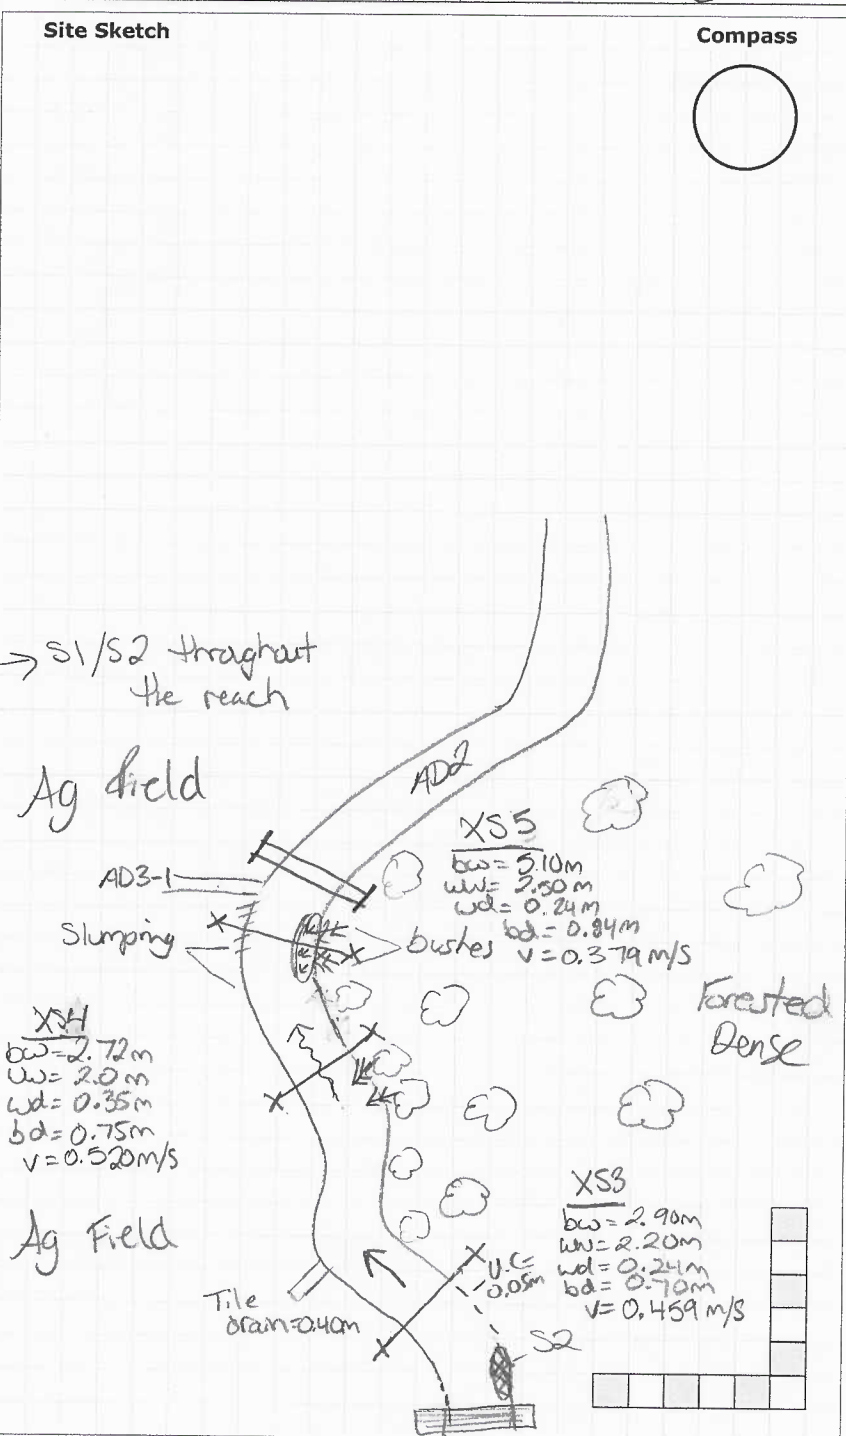 Site Sketch
Compass
→ S1/S2 throghout
the reach
Ag field
AD2
XS5
bw= 5.10m
ww= 2.50m
wd= 0.24m
bd= 0.84m
v=0.379m/s
AD3-1
Slumping
bushes
Forested
Dense
XS4
bw=2.72m
ww= 2.0m
wd= 0.35m
bd= 0.75m
v=0.520m/s
Ag Field
XS3
bw= 2.90m
ww= 2.20m
wd= 0.24m
bd= 0.70m
v= 0.459 m/s
U.C=
0.05m
Tile
drain=0.40m
S2